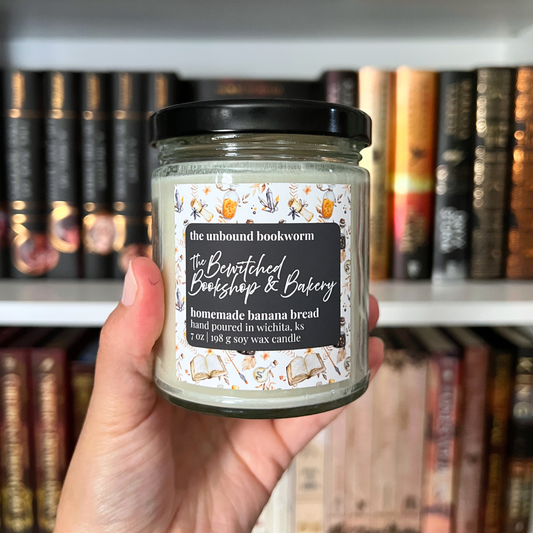 the unbound bookworm
the Bewitched
Bookshop & Bakery
homemade banana bread
hand poured in wichita, ks
7 oz | 198 g soy wax candle